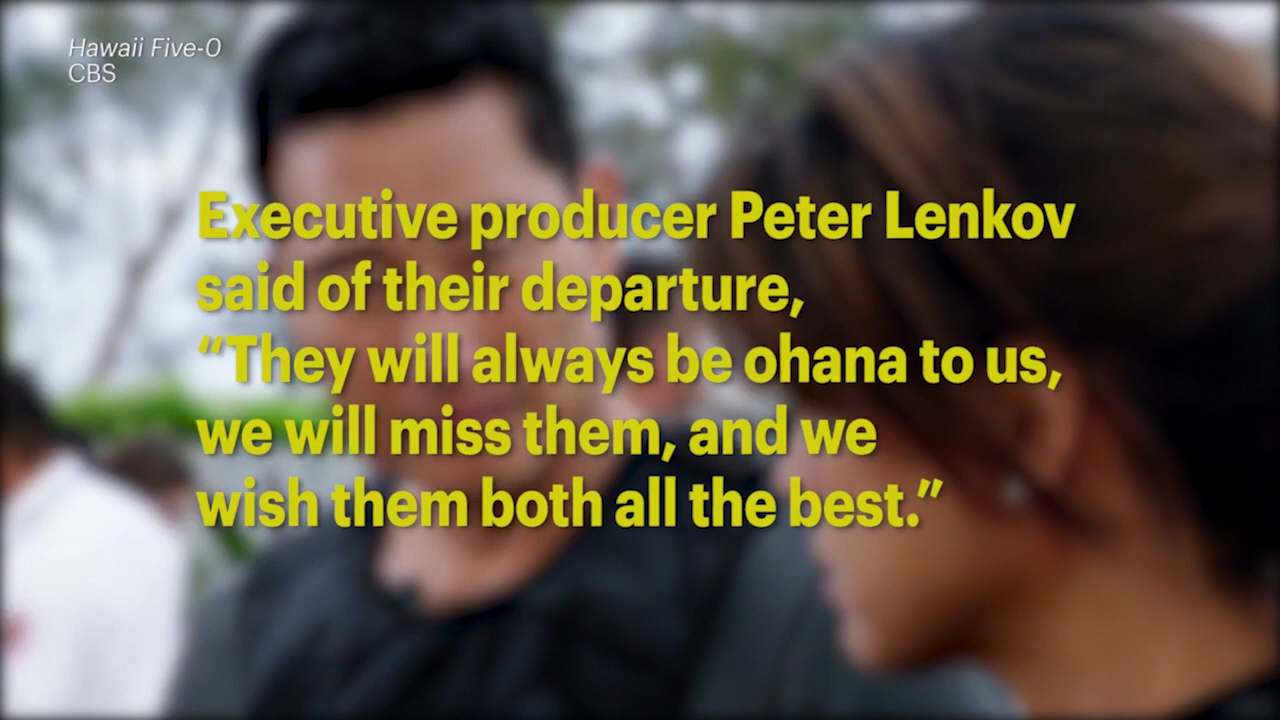 Hawaii Five-0
CBS
Executive producer Peter Lenkov
said of their departure,
“They will always be ohana to us,
we will miss them, and we
wish them both all the best.”